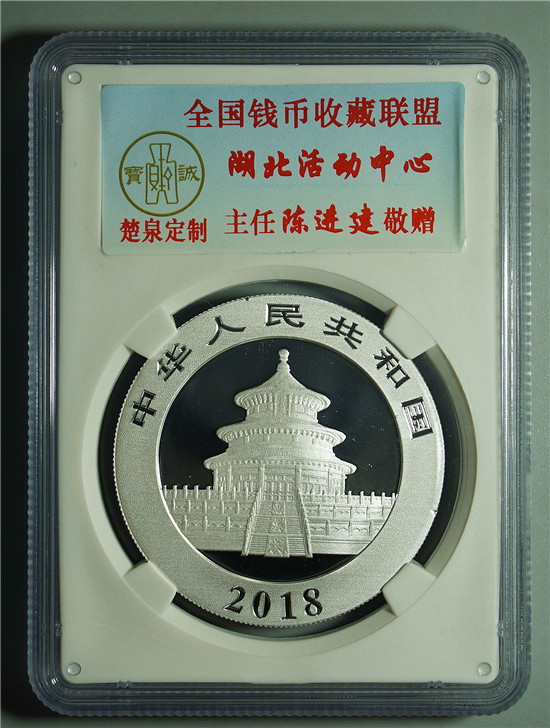 全国钱币收藏联盟
湖北活动中心
寳 誠
楚泉定制
主任陈进建敬赠
中华人民共和国
2018